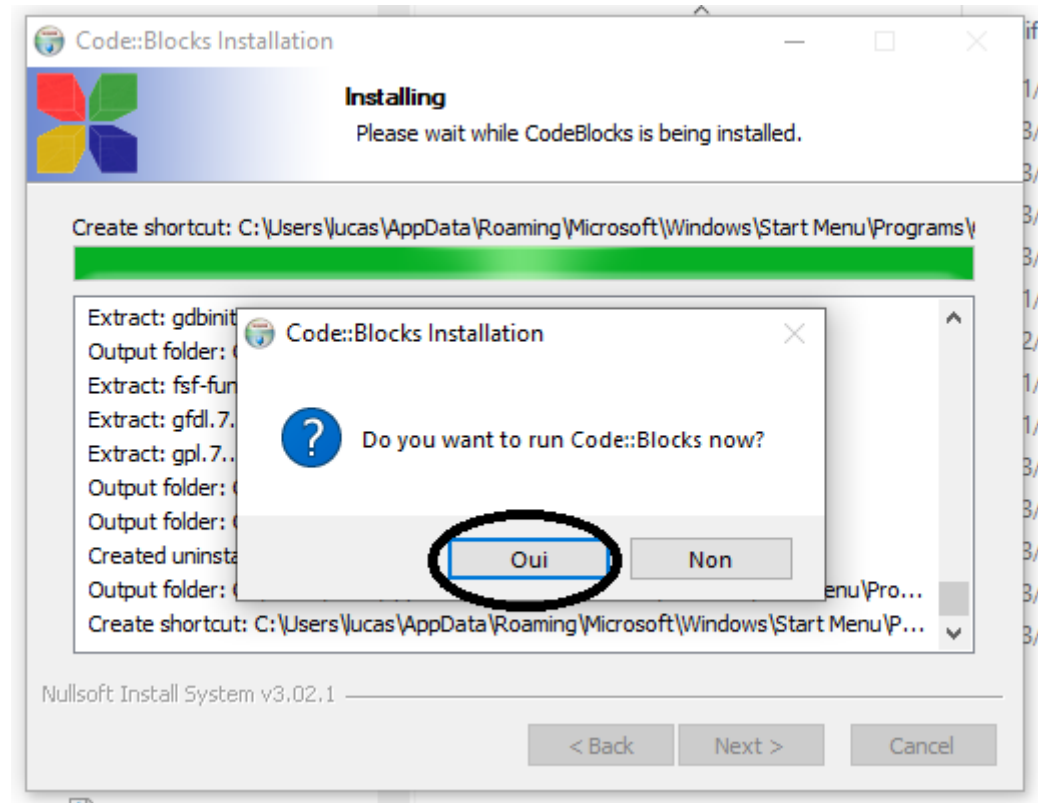 Code::Blocks Installation
Installing
Please wait while CodeBlocks is being installed.
Create shortcut: C:\Users\lucas\AppData\Roaming\Microsoft\Windows\Start Menu\Programs\
Extract: gdbinit
Output folder:
Extract: fsf-fun
Extract: gfdl.7.
Extract: gpl.7..
Output folder:
Output folder:
Created uninsta
Output folder:
enu\Pro...
Create shortcut: C:\Users\lucas\AppData\Roaming\Microsoft\Windows\Start Menu\P...
Code::Blocks Installation
Do you want to run Code::Blocks now?
Oui Non
Nullsoft Install System v3.02.1
< Back Next > Cancel